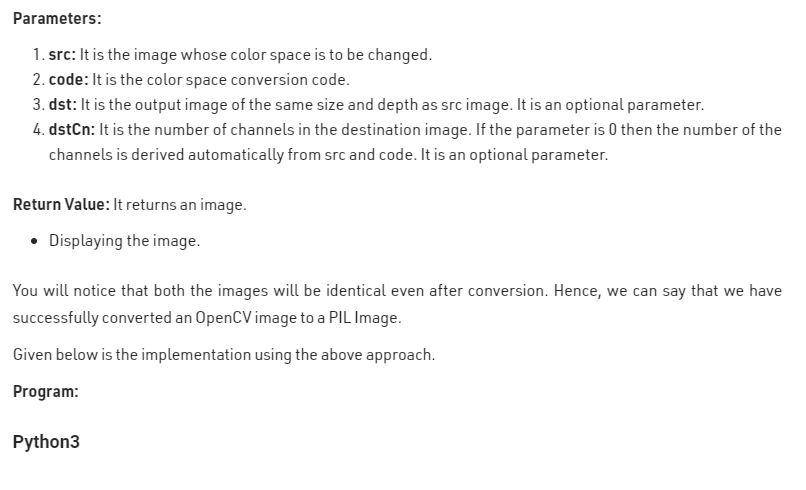 Parameters:
1. src: It is the image whose color space is to be changed.
2. code: It is the color space conversion code.
3. dst: It is the output image of the same size and depth as src image. It is an optional parameter.
4. dstCn: It is the number of channels in the destination image. If the parameter is 0 then the number of the
channels is derived automatically from src and code. It is an optional parameter.
Return Value: It returns an image.
• Displaying the image.
You will notice that both the images will be identical even after conversion. Hence, we can say that we have
successfully converted an OpenCV image to a PIL Image.
Given below is the implementation using the above approach.
Program:
Python3